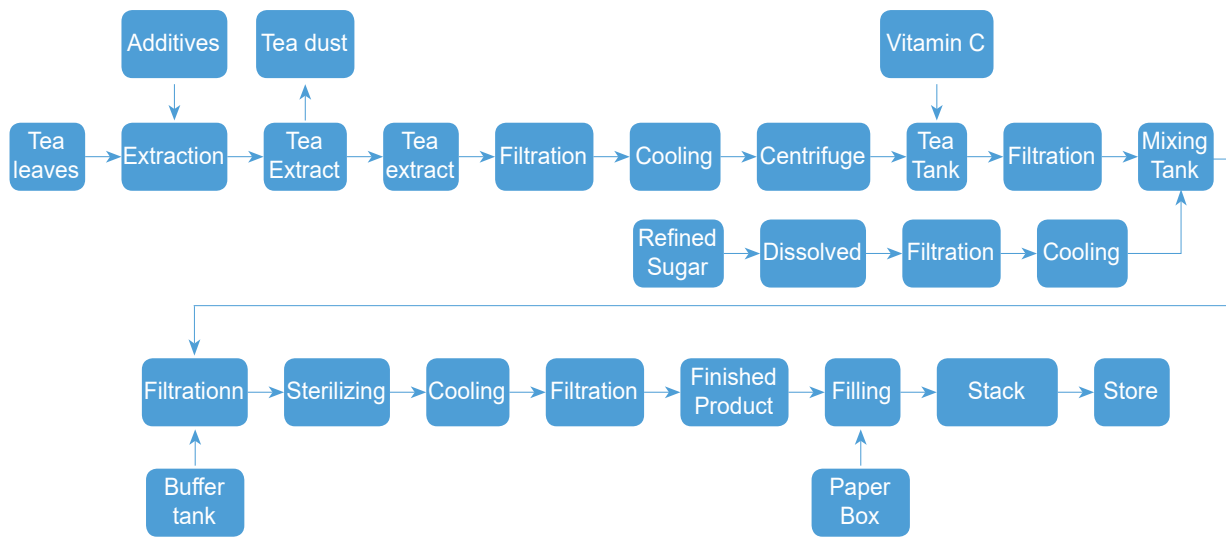 Additives
Tea dust
Vitamin C
Tea
leaves
Extraction
Tea
Extract
Tea
extract
Filtration
Cooling
Centrifuge
Tea
Tank
Filtration
Mixing
Tank
Refined
Sugar
Dissolved
Filtration
Cooling
Filtrationn
Sterilizing
Cooling
Filtration
Finished
Product
Filling
Stack
Store
Buffer
tank
Paper
Box